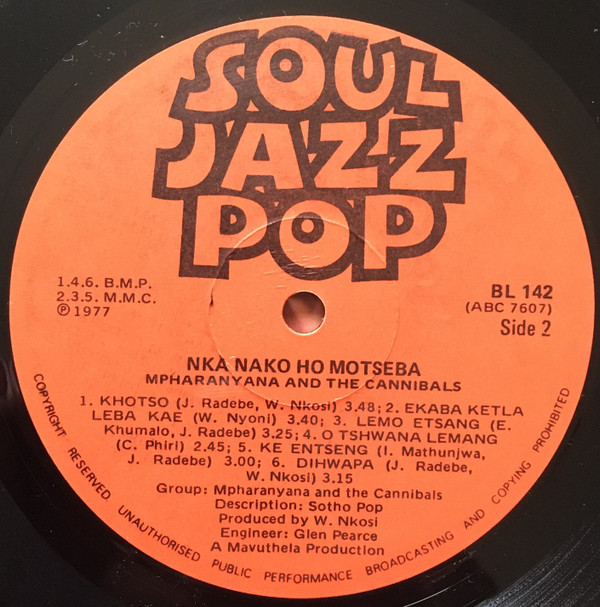 SOUL
JAZZ
POP
1.4.6. B.M.P.
2.3.5. M.M.C.
℗ 1977
BL 142
(ABC 7607)
Side 2
NKA NAKO HO MOTSEBA
MPHARANYANA AND THE CANNIBALS
1. KHOTSO (J. Radebe, W. Nkosi) 3.48; 2. EKABA KETLA
LEBA KAE (W. Nyoni) 3.40; 3. LEMO ETSANG (E.
Khumalo, J. Radebe) 3.25; 4. O TSHWANA LEMANG
(C. Phiri) 2.45; 5. KE ENTSENG (I. Mathunjwa,
J. Radebe) 3.00; 6. DIHWAPA (J. Radebe,
W. Nkosi) 3.15
Group: Mpharanyana and the Cannibals
Description: Sotho Pop
Produced by W. Nkosi
Engineer: Glen Pearce
A Mavuthela Production
COPYRIGHT RESERVED UNAUTHORISED PUBLIC PERFORMANCE BROADCASTING AND COPYING PROHIBITED